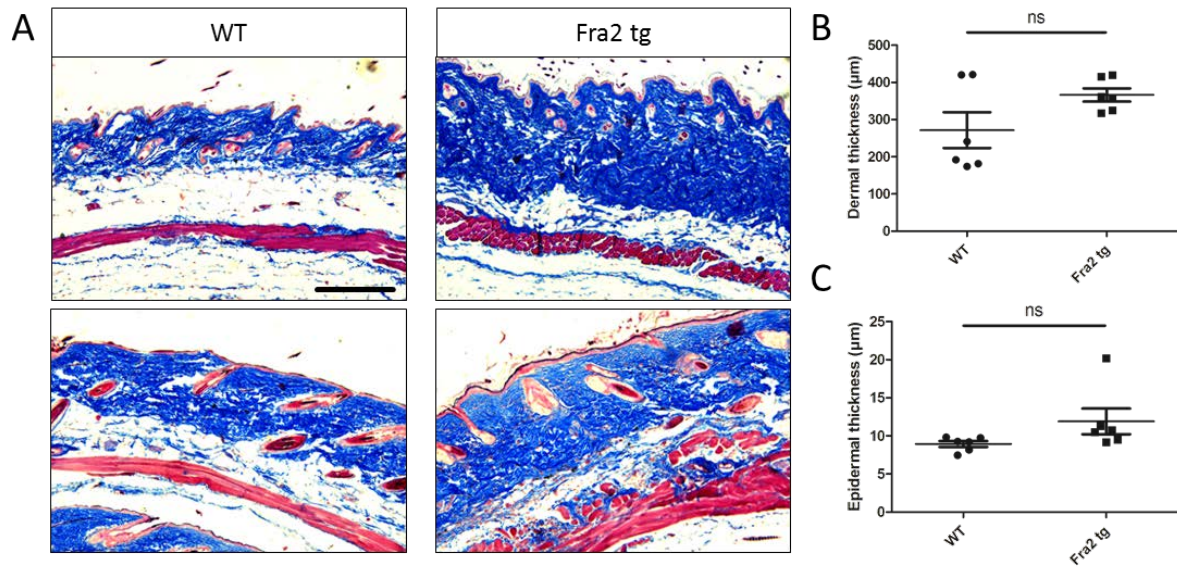 A
WT
Fra2 tg
B
ns
Dermal thickness (µm)
500
400
300
200
100
0
WT
Fra2 tg
C
ns
Epidermal thickness (µm)
25
20
15
10
5
0
WT
Fra2 tg